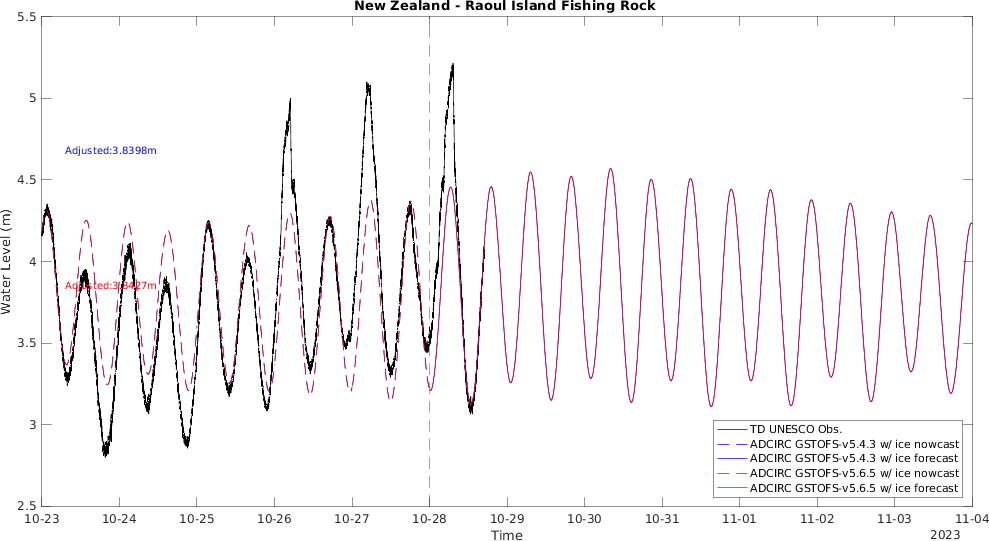 New Zealand - Raoul Island Fishing Rock
5.5
5
4.5
4
3.5
3
2.5
Water Level (m)
Adjusted:3.8398m
Adjusted:3.8427m
TD UNESCO Obs.
ADCIRC GSTOFS-v5.4.3 w/ ice nowcast
ADCIRC GSTOFS-v5.4.3 w/ ice forecast
ADCIRC GSTOFS-v5.6.5 w/ ice nowcast
ADCIRC GSTOFS-v5.6.5 w/ ice forecast
10-23 10-24 10-25 10-26 10-27 10-28 10-29 10-30 10-31 11-01 11-02 11-03 11-04
Time
2023